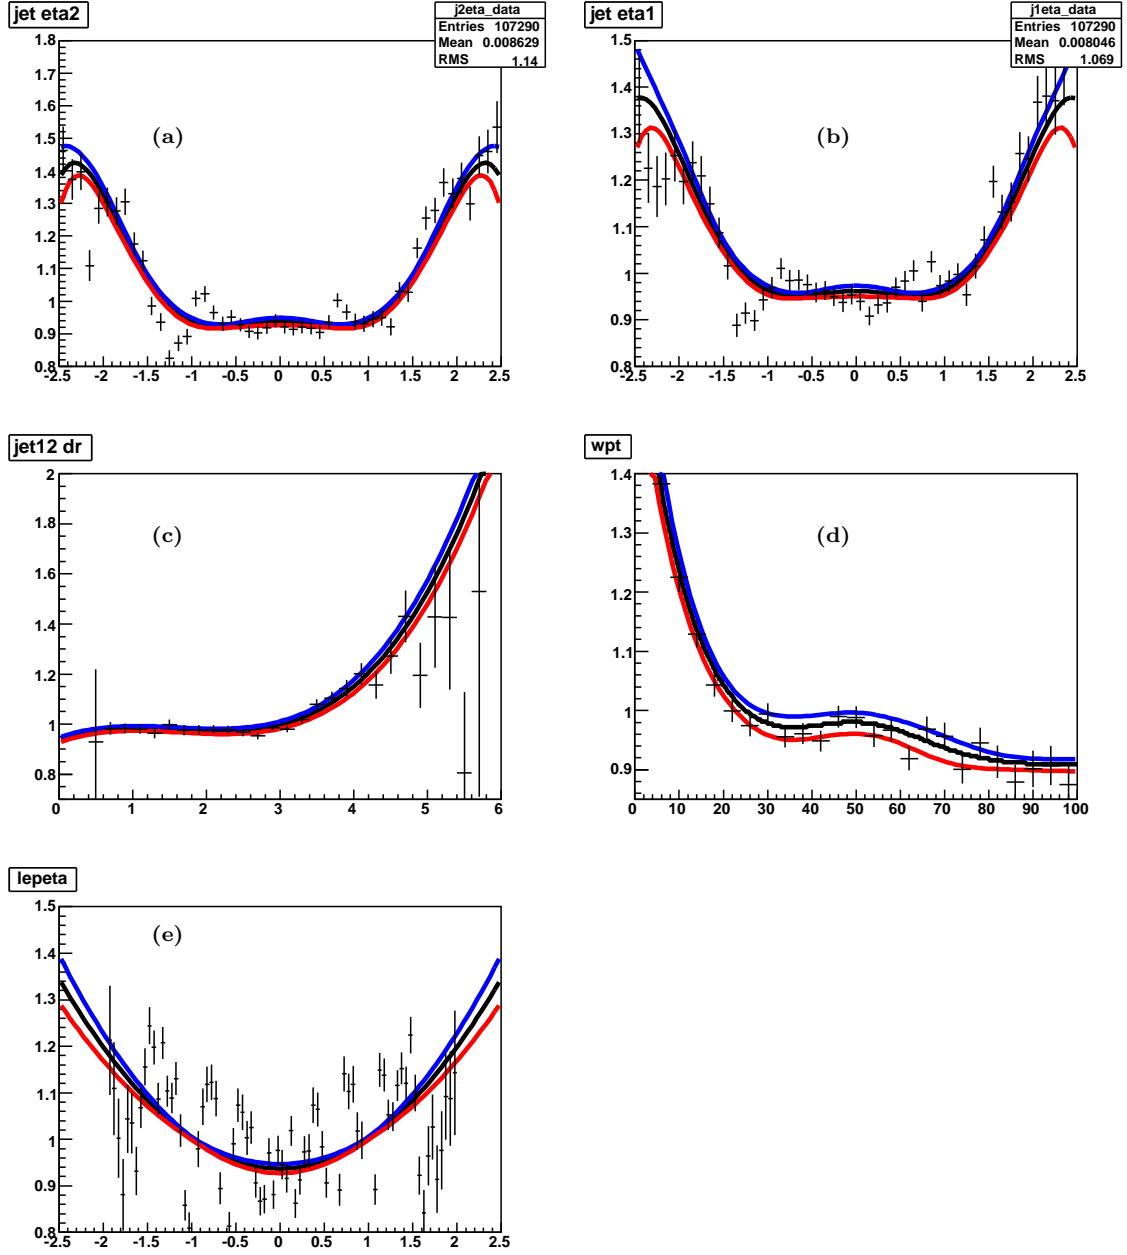 jet eta2
j2eta_data
Entries 107290
Mean 0.008629
RMS 1.14
(a)
1.8
1.7
1.6
1.5
1.4
1.3
1.2
1.1
1
0.9
0.8
-2.5 -2 -1.5 -1 -0.5 0 0.5 1 1.5 2 2.5
jet eta1
j1eta_data
Entries 107290
Mean 0.008046
RMS 1.069
(b)
1.5
1.4
1.3
1.2
1.1
1
0.9
0.8
-2.5 -2 -1.5 -1 -0.5 0 0.5 1 1.5 2 2.5
jet12 dr
(c)
2
1.8
1.6
1.4
1.2
1
0.8
0 1 2 3 4 5 6
wpt
(d)
1.4
1.3
1.2
1.1
1
0.9
0 10 20 30 40 50 60 70 80 90 100
lepeta
(e)
1.5
1.4
1.3
1.2
1.1
1
0.9
0.8
-2.5 -2 -1.5 -1 -0.5 0 0.5 1 1.5 2 2.5